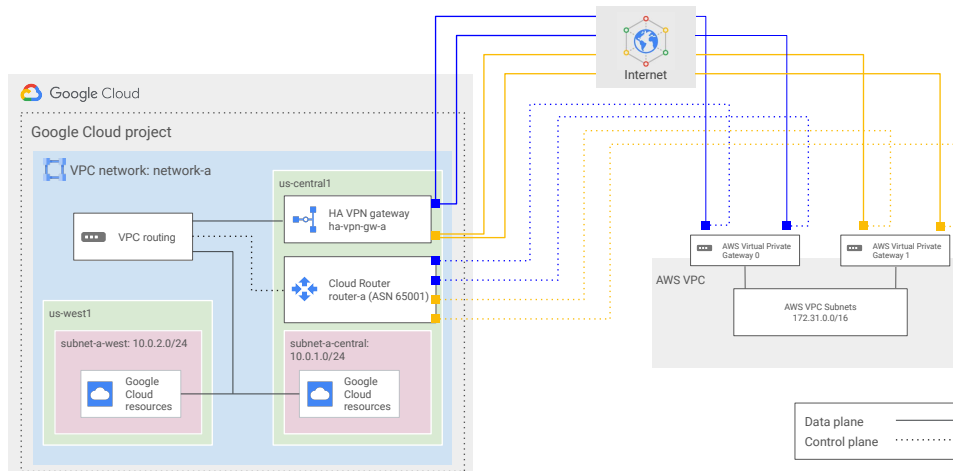 Internet
Google Cloud
Google Cloud project
VPC network: network-a
us-central1
HA VPN gateway
ha-vpn-gw-a
VPC routing
Cloud Router
router-a (ASN 65001)
us-west1
subnet-a-west: 10.0.2.0/24
Google
Cloud
resources
subnet-a-central:
10.0.1.0/24
Google
Cloud
resources
AWS Virtual Private
Gateway 0
AWS Virtual Private
Gateway 1
AWS VPC
AWS VPC Subnets
172.31.0.0/16
Data plane
Control plane